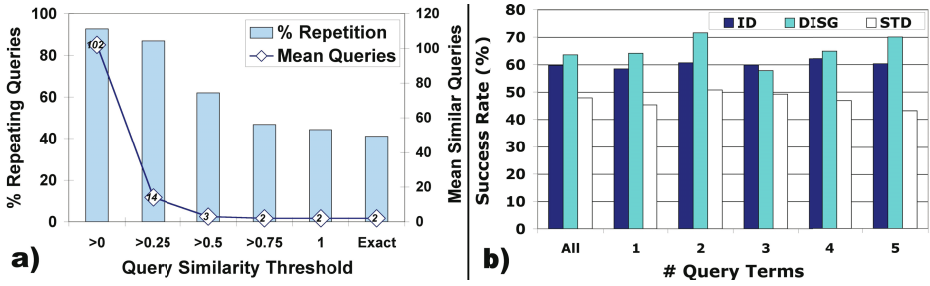 100
80
60
40
20
0
% Repeating Queries
% Repetition
Mean Queries
120
100
80
60
40
20
0
Mean Similar Queries
102
14
3
2
2
2
>0
>0.25
>0.5
>0.75
1
Exact
Query Similarity Threshold
a)
80
70
60
50
40
30
20
10
0
Success Rate (%)
ID
DISG
STD
All
1
2
3
4
5
# Query Terms
b)